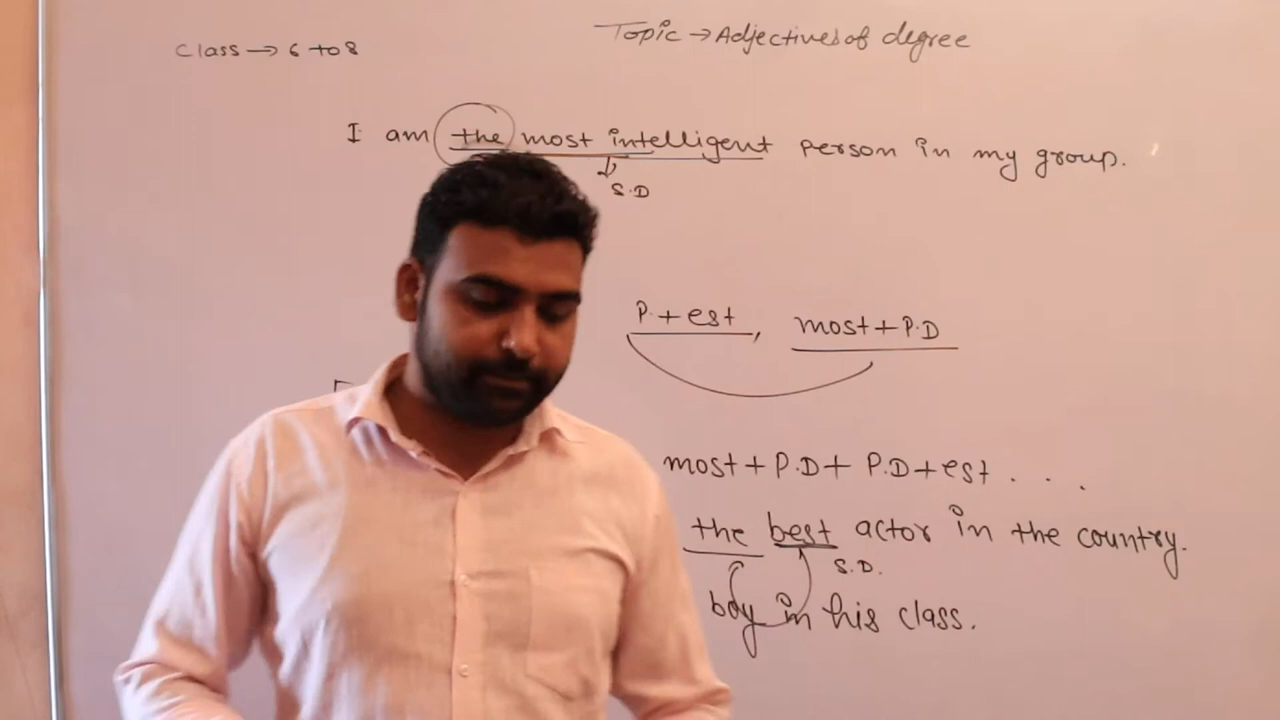 Class → 6 to 8
Topic → Adjectives of degree
I am the most intelligent person in my group.
S.D
P. + est, most + P.D
most + P.D + P.D + est . . .
the best actor in the country.
S.D.
boy in his class.